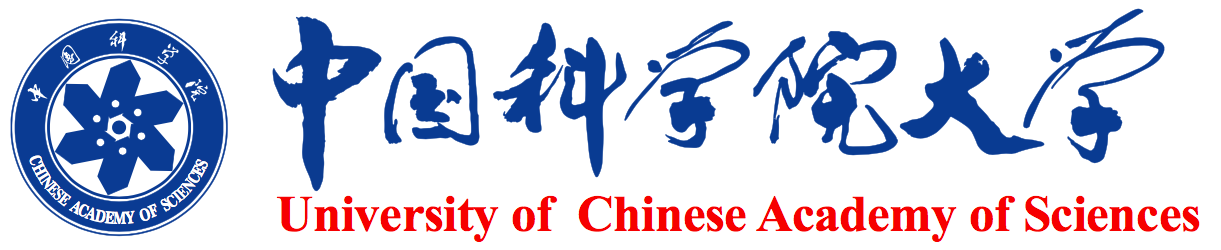 中国科学院
CHINESE ACADEMY OF SCIENCES
中国科学院大学
University of Chinese Academy of Sciences